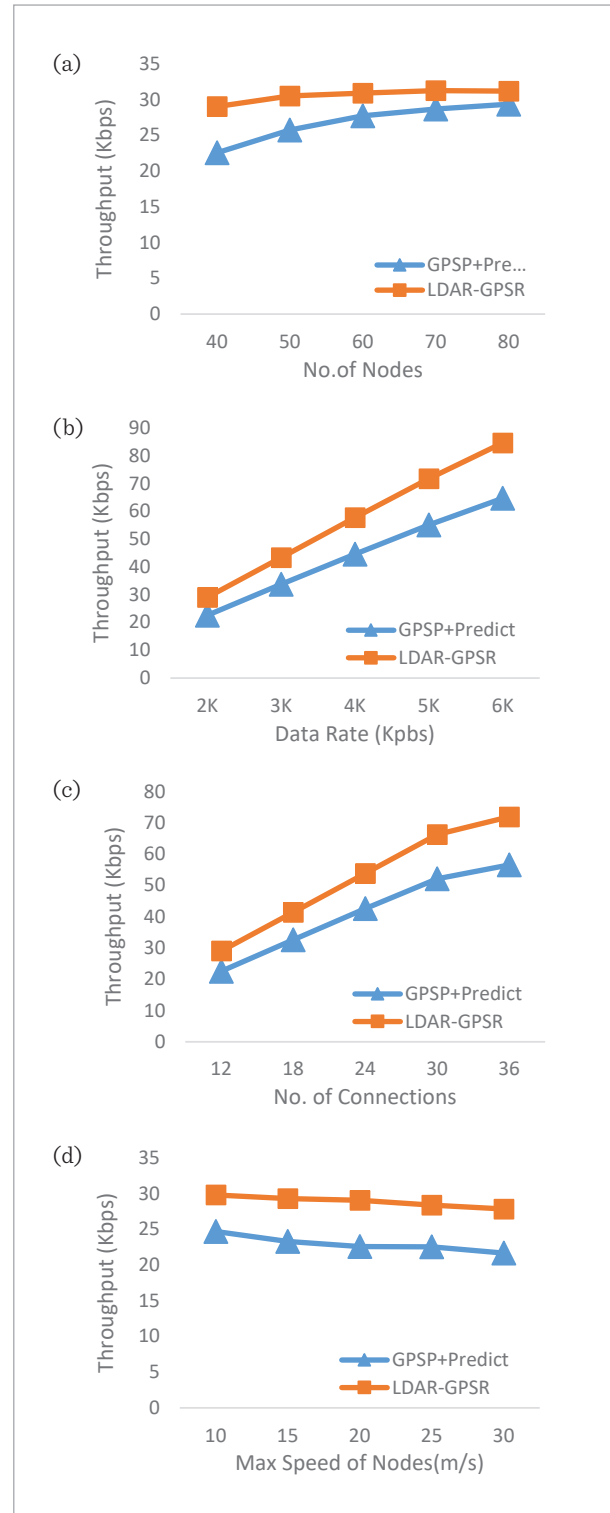 (a)
Throughput (Kbps)
35
30
25
20
15
10
5
0
GPSP+Pre...
LDAR-GPSR
40 50 60 70 80
No.of Nodes
(b)
Throughput (Kbps)
90
80
70
60
50
40
30
20
10
0
GPSP+Predict
LDAR-GPSR
2K 3K 4K 5K 6K
Data Rate (Kpbs)
(c)
Throughput (Kbps)
80
70
60
50
40
30
20
10
0
GPSP+Predict
LDAR-GPSR
12 18 24 30 36
No. of Connections
(d)
Throughput (Kbps)
35
30
25
20
15
10
5
0
GPSP+Predict
LDAR-GPSR
10 15 20 25 30
Max Speed of Nodes(m/s)